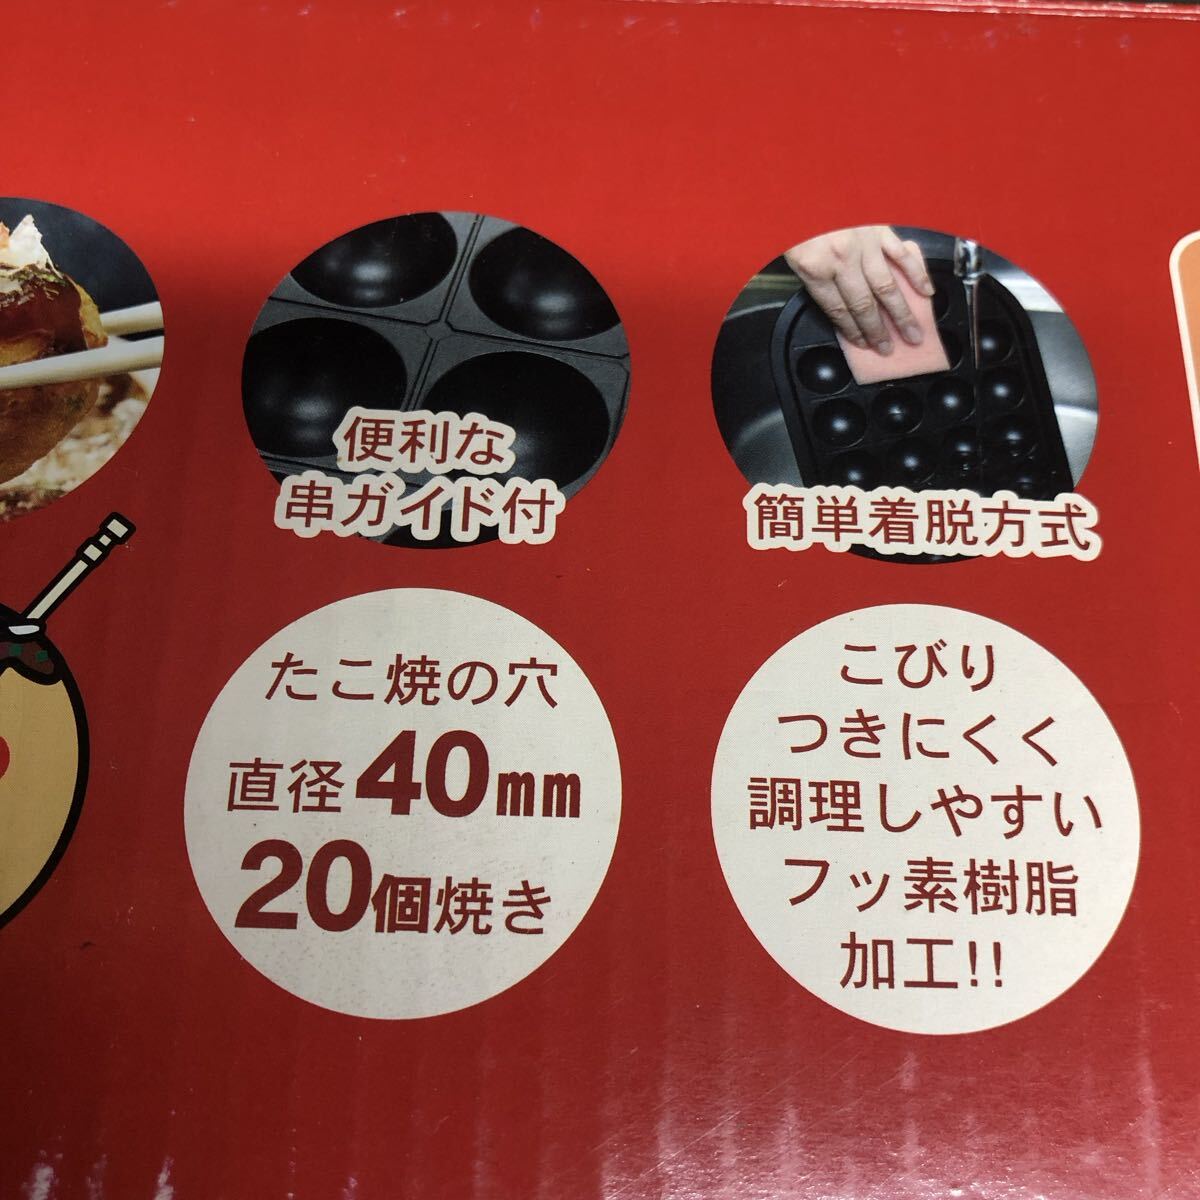 便利な
串ガイド付
簡単着脱方式
たこ焼の穴
直径40mm
20個焼き
こびり
つきにくく
調理しやすい
フッ素樹脂
加工!!